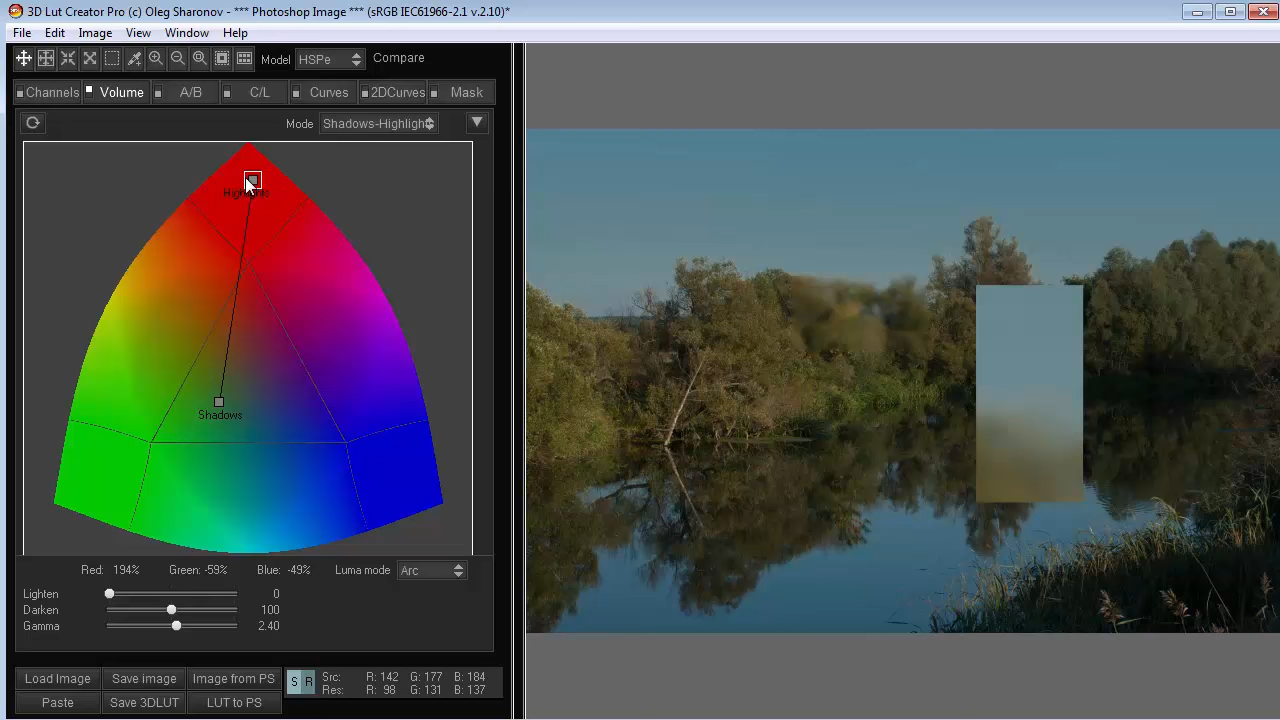 3D Lut Creator Pro (c) Oleg Sharonov - *** Photoshop Image *** (sRGB IEC61966-2.1 v.2.10)*
File Edit Image View Window Help
Model HSPe Compare
Channels Volume A/B C/L Curves 2DCurves Mask
Mode Shadows-Highligh
Shadows
Red: 194% Green: -59% Blue: -49% Luma mode Arc
Lighten 0
Darken 100
Gamma 2.40
Load Image Save image Image from PS S R Src: R: 142 G: 177 B: 184
Res: R: 98 G: 131 B: 137
Paste Save 3DLUT LUT to PS